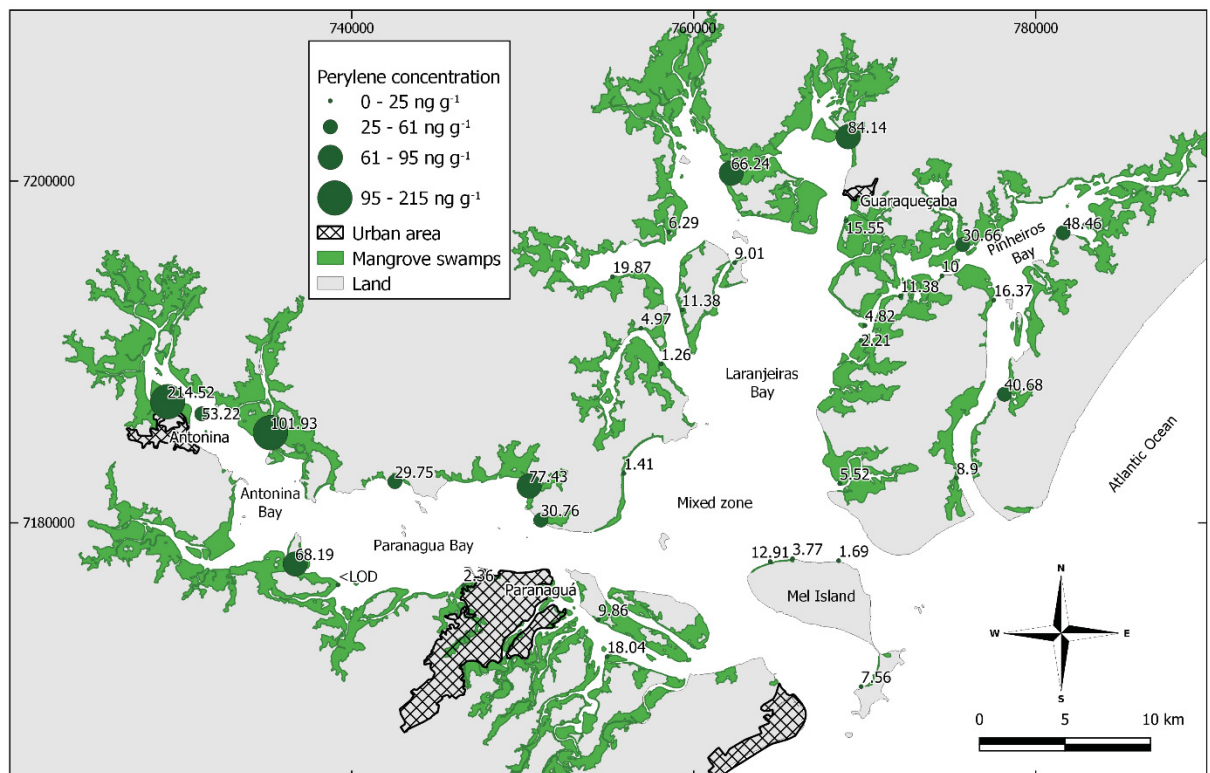 740000
760000
780000
Perylene concentration
0 - 25 ng g⁻¹
25 - 61 ng g⁻¹
61 - 95 ng g⁻¹
95 - 215 ng g⁻¹
Urban area
Mangrove swamps
Land
84.14
66.24
7200000
7200000
Guaraqueçaba
6.29
15.55
30.66
48.46
Pinheiros
Bay
9.01
19.87
10
11.38
16.37
11.38
4.97
4.82
2.21
1.26
Laranjeiras
Bay
214.52
53.22
40.68
101.93
Antonina
Atlantic Ocean
1.41
29.75
77.43
5.52
8.9
Antonina
Bay
Mixed zone
30.76
7180000
7180000
Paranagua Bay
68.19
<LOD
2.36
Paranaguá
12.91
3.77
1.69
Mel Island
9.86
18.04
7.56
N
W
E
S
0
5
10 km